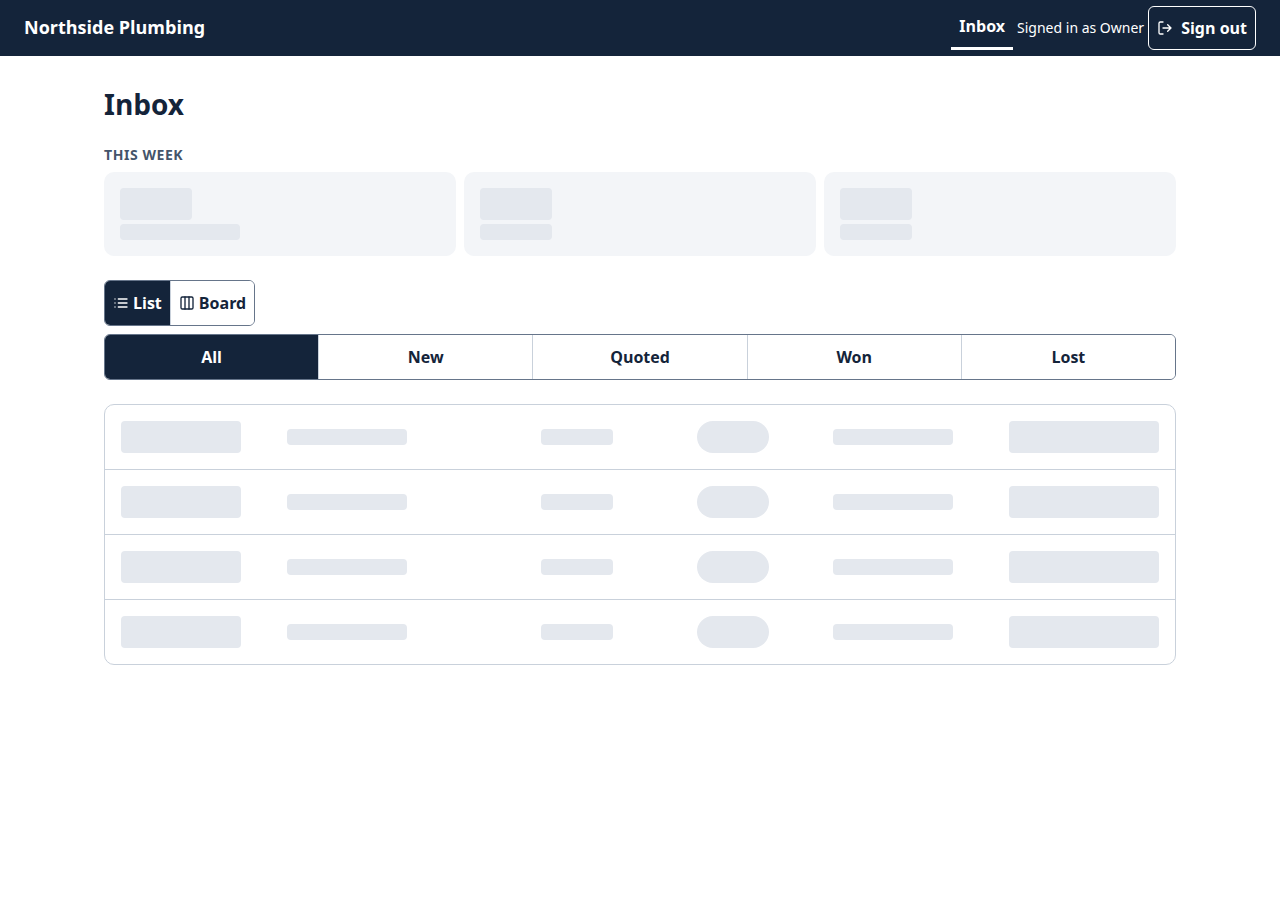 Northside Plumbing
Inbox
Signed in as Owner
Sign out
Inbox
THIS WEEK
List
Board
All
New
Quoted
Won
Lost